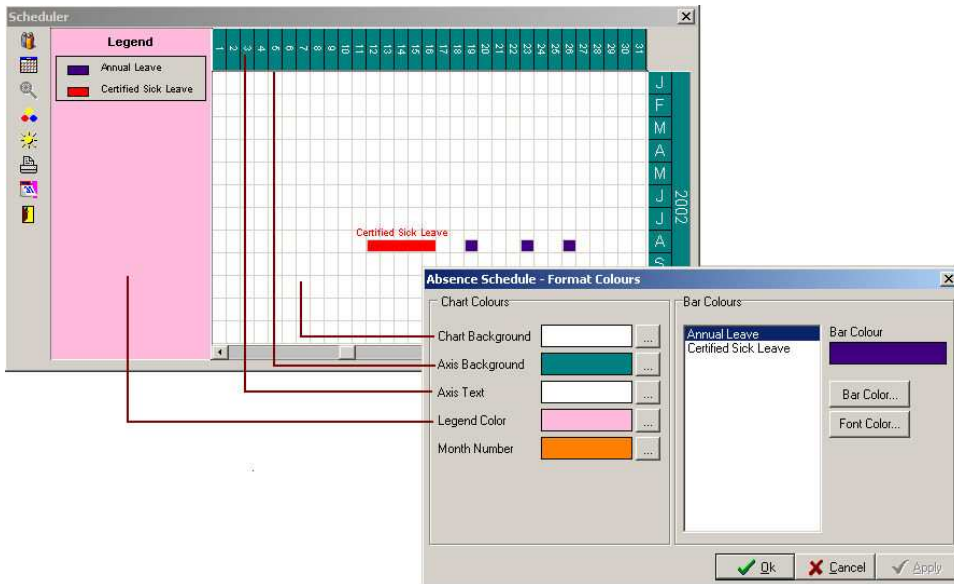 Scheduler
Legend
Annual Leave
Certified Sick Leave
1 2 3 4 5 6 7 8 9 10 11 12 13 14 15 16 17 18 19 20 21 22 23 24 25 26 27 28 29 30 31
J
F
M
A
M
J
J
A
S
2002
Certified Sick Leave
Absence Schedule - Format Colours
Chart Colours
Chart Background ...
Axis Background ...
Axis Text ...
Legend Color ...
Month Number ...
Bar Colours
Annual Leave
Certified Sick Leave
Bar Colour
Bar Color...
Font Color...
Ok Cancel Apply